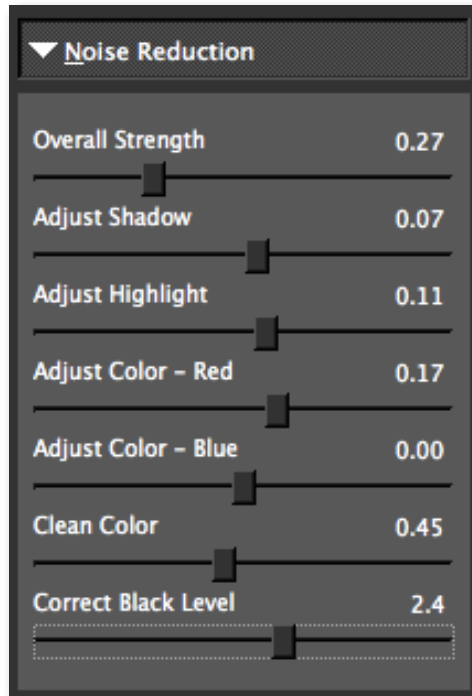 Noise Reduction
Overall Strength 0.27
Adjust Shadow 0.07
Adjust Highlight 0.11
Adjust Color – Red 0.17
Adjust Color – Blue 0.00
Clean Color 0.45
Correct Black Level 2.4